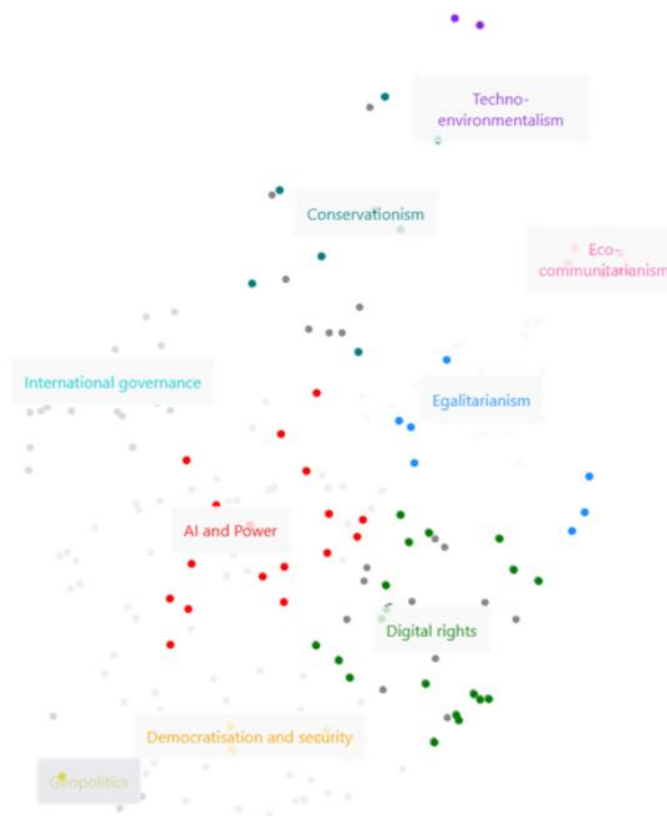 Techno-
environmentalism
Conservationism
Eco-
communitarianism
International governance
Egalitarianism
AI and Power
Digital rights
Democratisation and security
Geopolitics